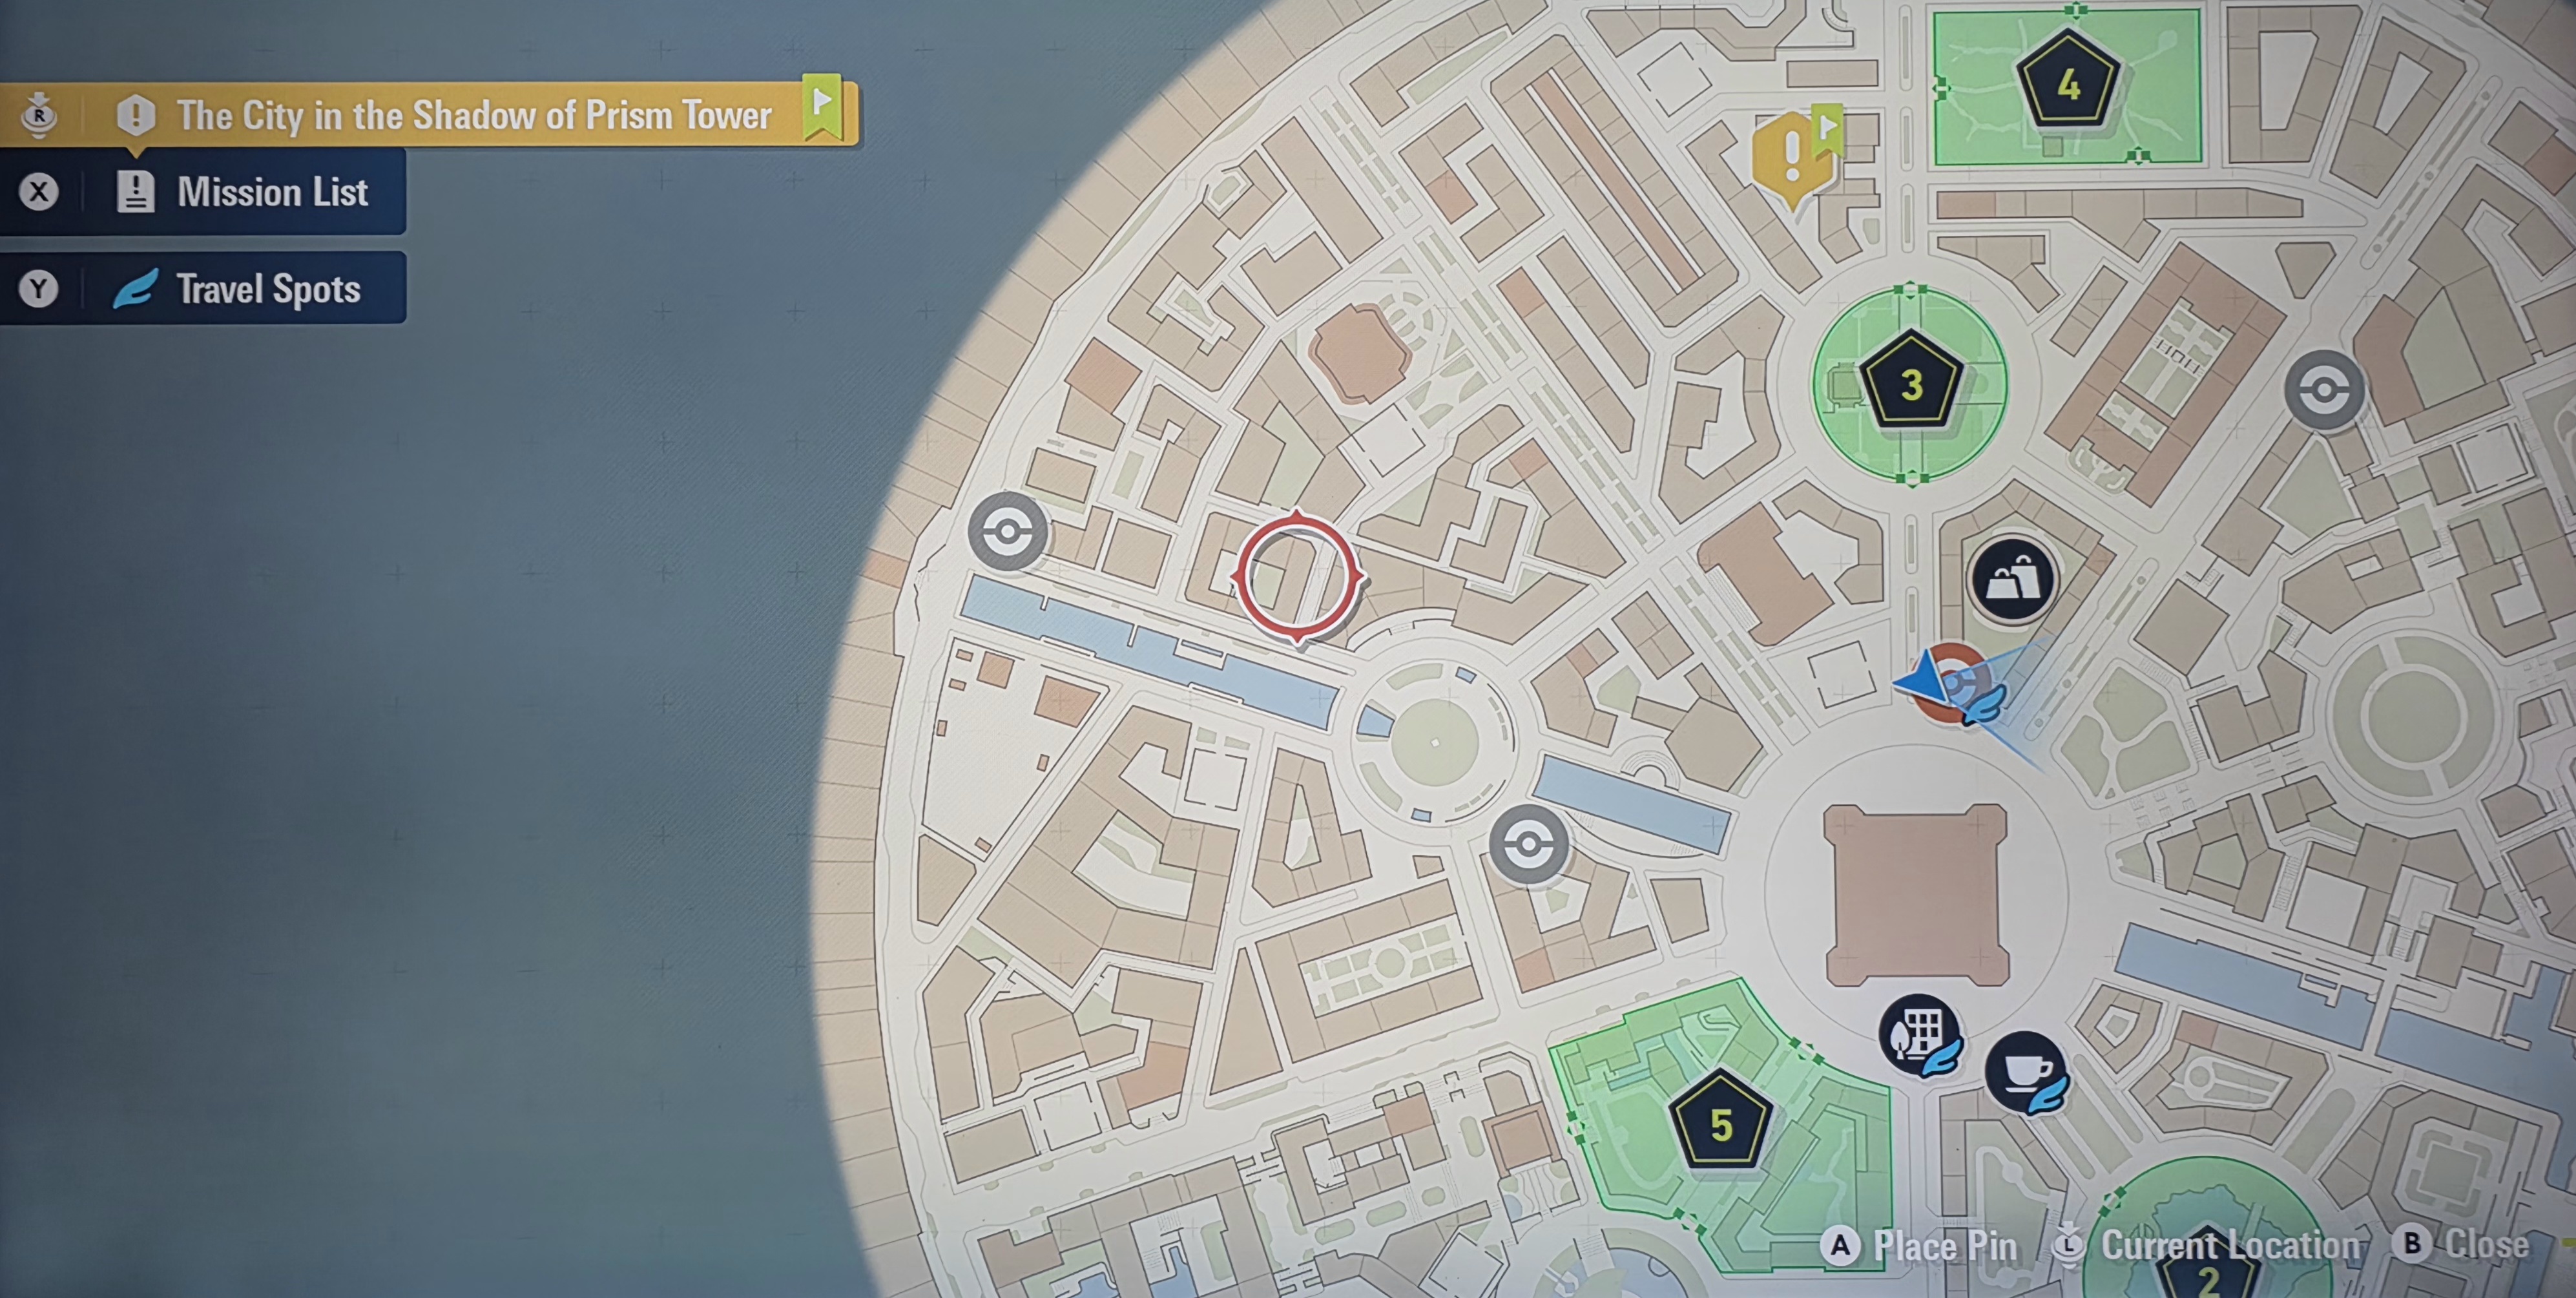 R The City in the Shadow of Prism Tower
X Mission List
Y Travel Spots
4
3
5
2
A Place Pin L Current Location B Close